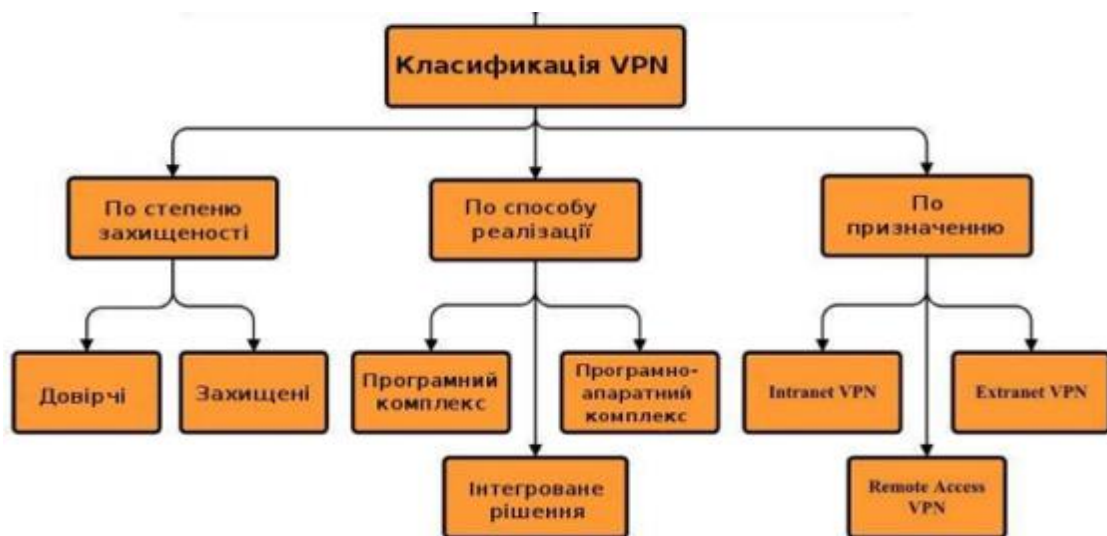 Класификація VPN
По степеню
захищеності
По способу
реалізації
По
призначенню
Довірчі
Захищені
Програмний
комплекс
Програмно-
апаратний
комплекс
Intranet VPN
Extranet VPN
Інтегроване
рішення
Remote Access
VPN